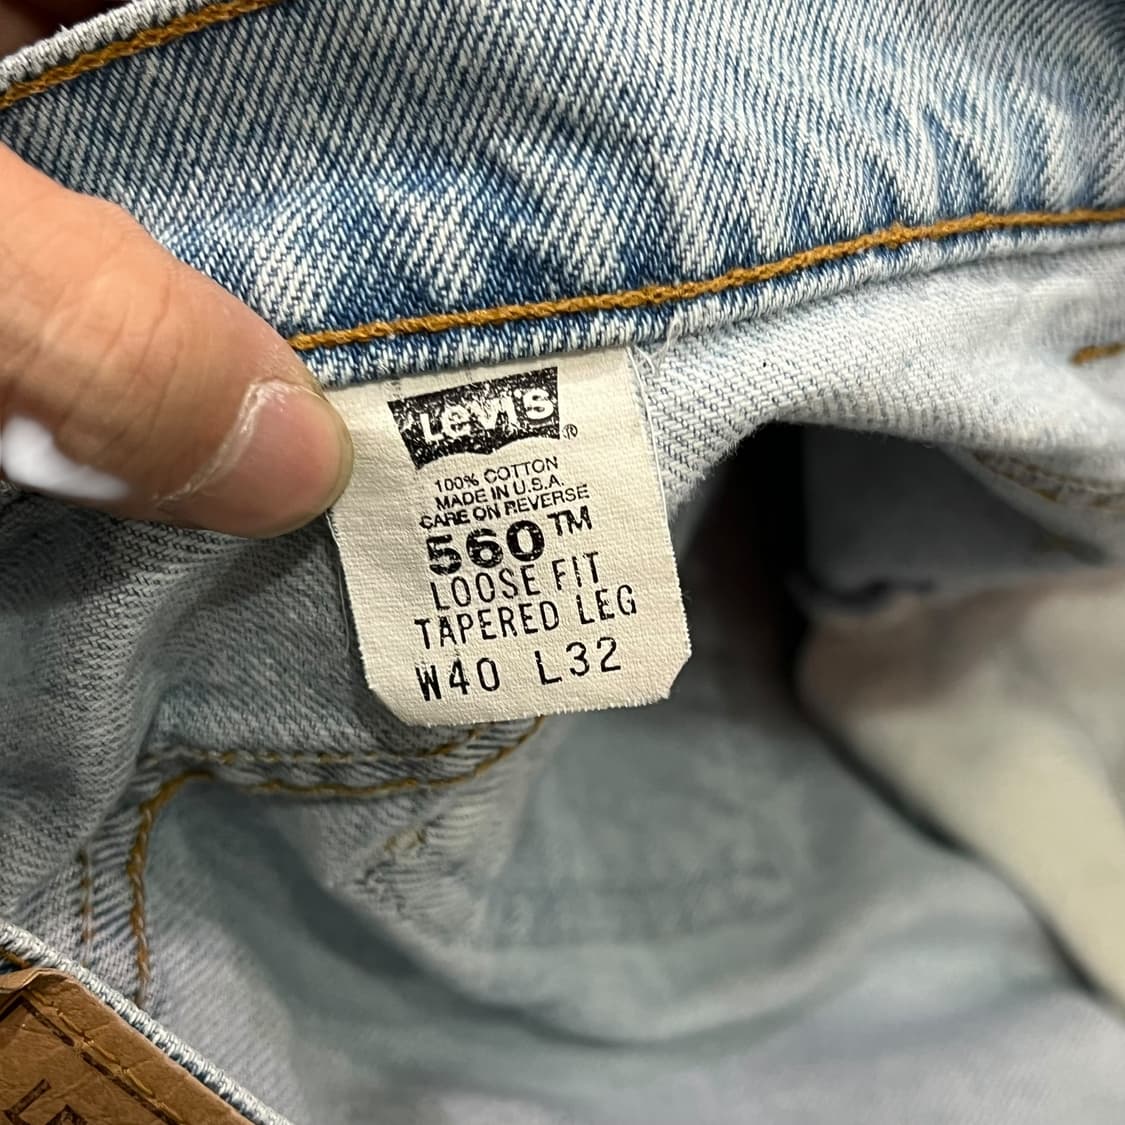 LEVI'S®
100% COTTON
MADE IN U.S.A.
CARE ON REVERSE
560™
LOOSE FIT
TAPERED LEG
W40 L32